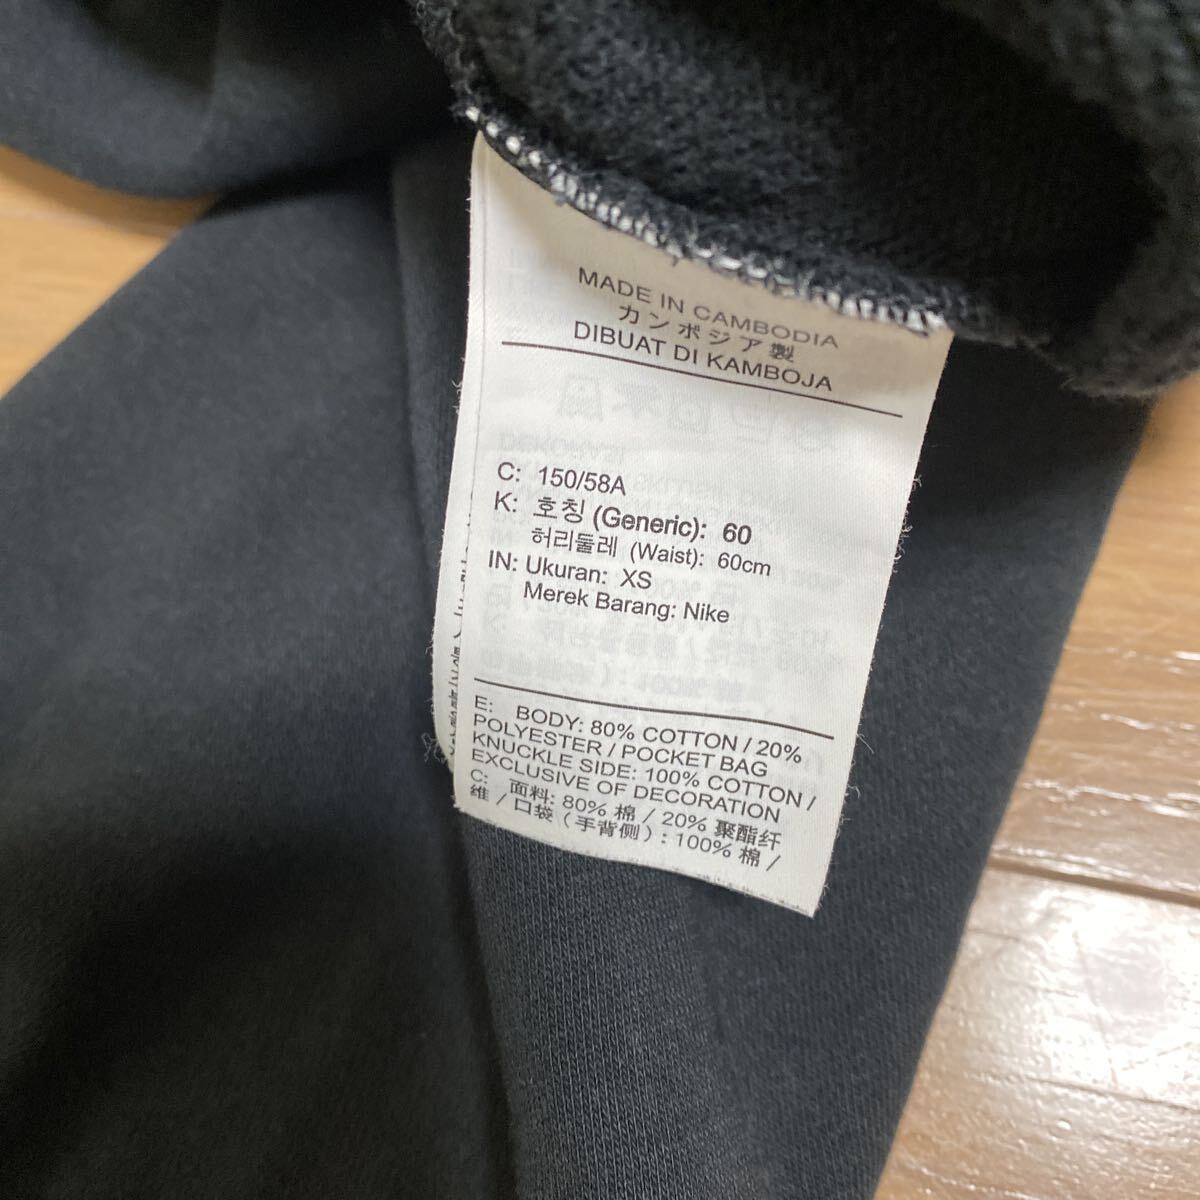 MADE IN CAMBODIA
カンボジア製
DIBUAT DI KAMBOJA
C: 150/58A
K: 호칭 (Generic): 60
허리둘레 (Waist): 60cm
IN: Ukuran: XS
Merek Barang: Nike
E: BODY: 80% COTTON / 20%
POLYESTER / POCKET BAG
KNUCKLE SIDE: 100% COTTON /
EXCLUSIVE OF DECORATION
C: 面料: 80% 棉 / 20% 聚酯纤
维 / 口袋（手背侧）: 100% 棉 /